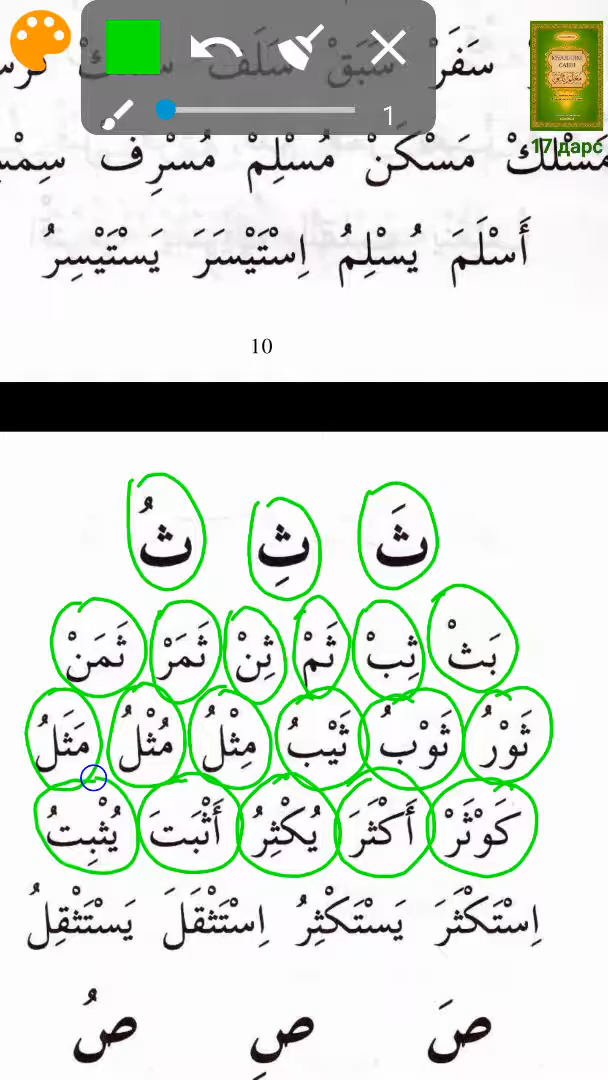 1
17 дарс
سَفَرْ سَبَقْ سَلَفَ
مَسْلَكْ مَسْكَنْ مُسْلِمْ مُسْرِفْ
أَسْلَمَ يُسْلِمُ اِسْتَيْسَرَ يَسْتَيْسِرُ
10
ثَ ثِ ثُ
بَثْ ثِبْ ثَمْ ثِنْ ثَمَرْ ثَمَنْ
ثَوْرُ ثَوْبُ ثَيْبُ مِثْلُ مُثْلُ مَثَلُ
كَوْثَرْ أَكْثَرَ يُكْثِرُ أَثْبَتَ يُثْبِتُ
اِسْتَكْثَرَ يَسْتَكْثِرُ اِسْتَثْقَلَ يَسْتَثْقِلُ
صَ صِ صُ